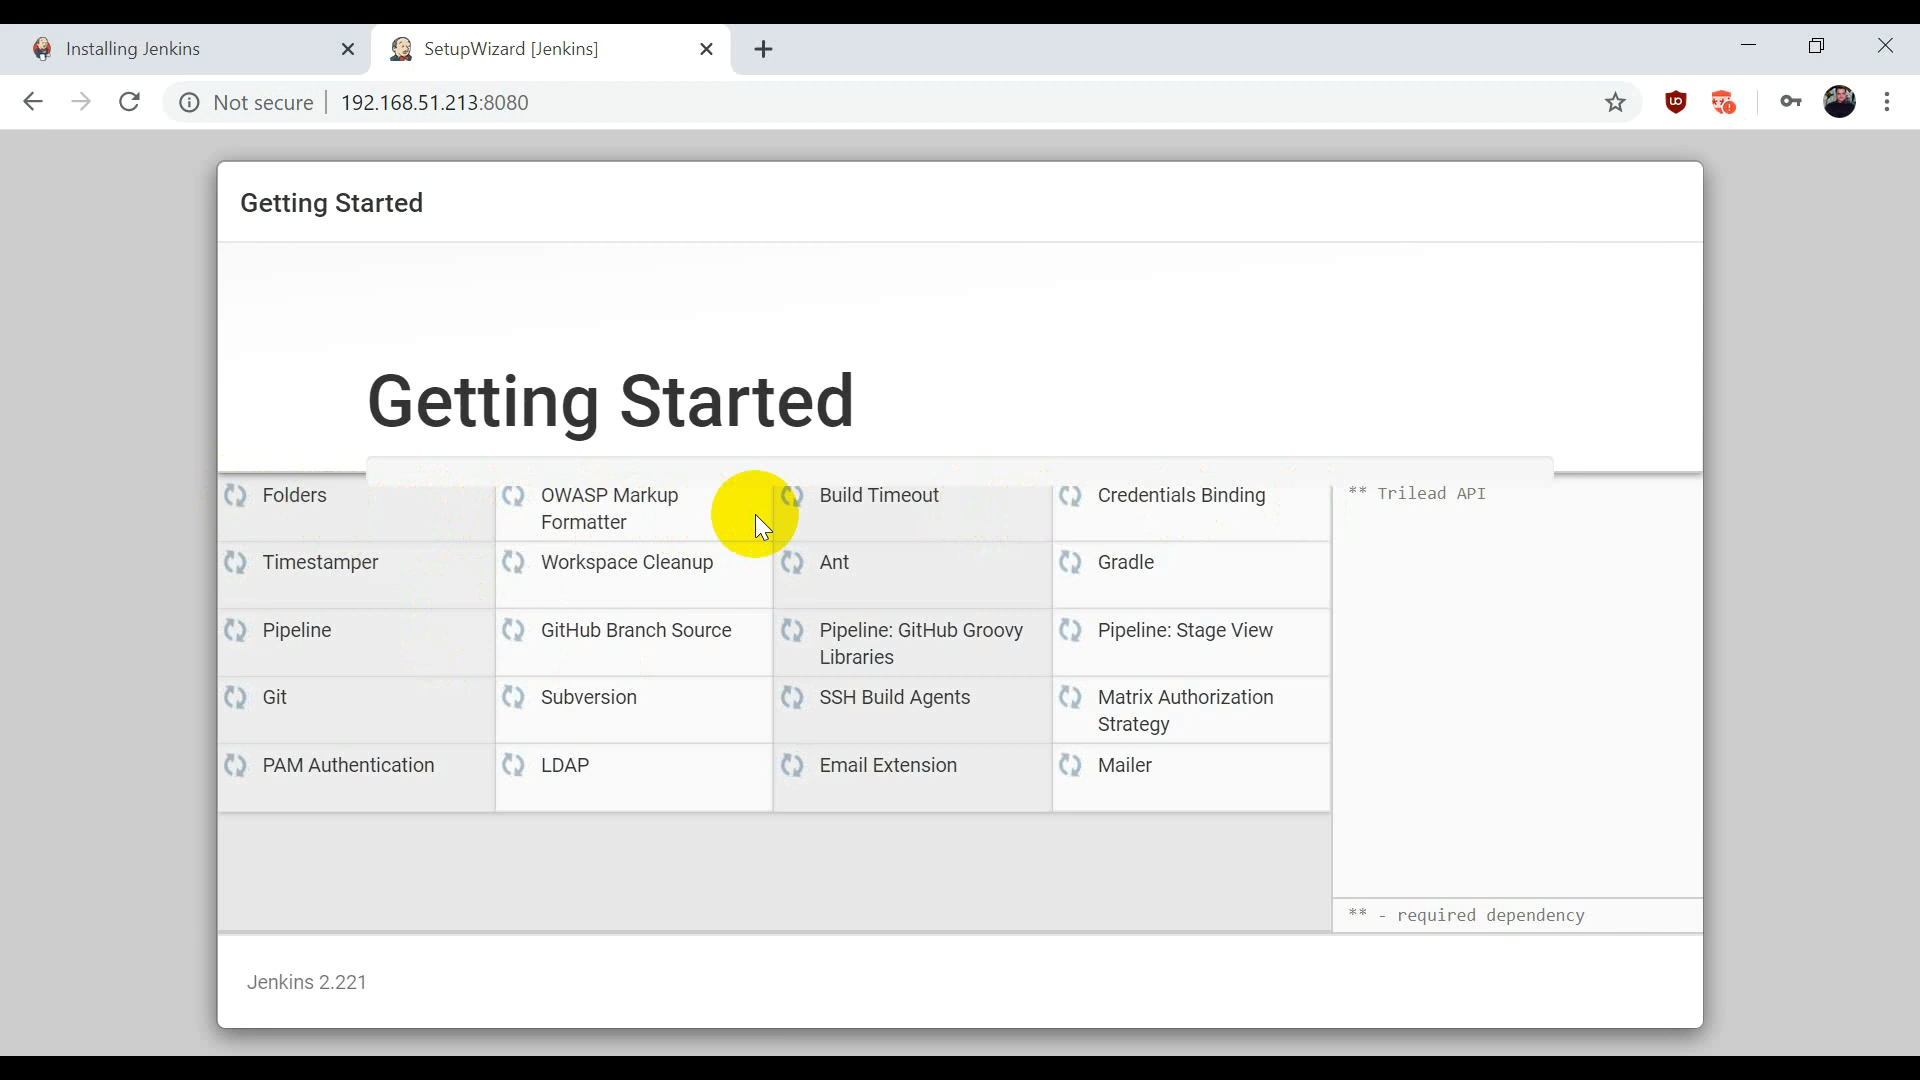 Installing Jenkins
SetupWizard [Jenkins]
Not secure
192.168.51.213:8080
Getting Started
Getting Started
Folders
OWASP Markup
Formatter
Build Timeout
Credentials Binding
** Trilead API
Timestamper
Workspace Cleanup
Ant
Gradle
Pipeline
GitHub Branch Source
Pipeline: GitHub Groovy
Libraries
Pipeline: Stage View
Git
Subversion
SSH Build Agents
Matrix Authorization
Strategy
PAM Authentication
LDAP
Email Extension
Mailer
** - required dependency
Jenkins 2.221